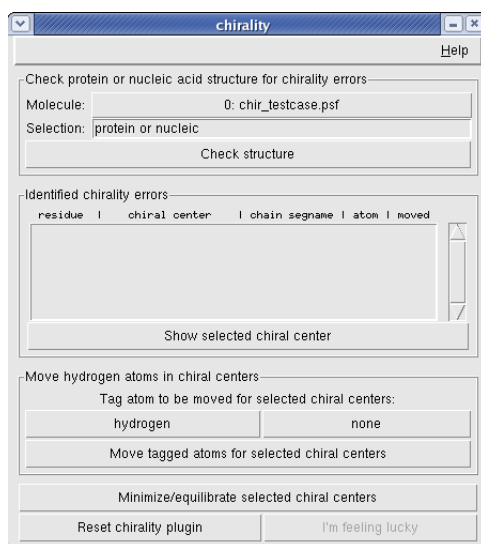 chirality
Help
Check protein or nucleic acid structure for chirality errors
Molecule: 0: chir_testcase.psf
Selection: protein or nucleic
Check structure
Identified chirality errors
residue | chiral center | chain segname | atom | moved
Show selected chiral center
Move hydrogen atoms in chiral centers
Tag atom to be moved for selected chiral centers:
hydrogen none
Move tagged atoms for selected chiral centers
Minimize/equilibrate selected chiral centers
Reset chirality plugin I'm feeling lucky